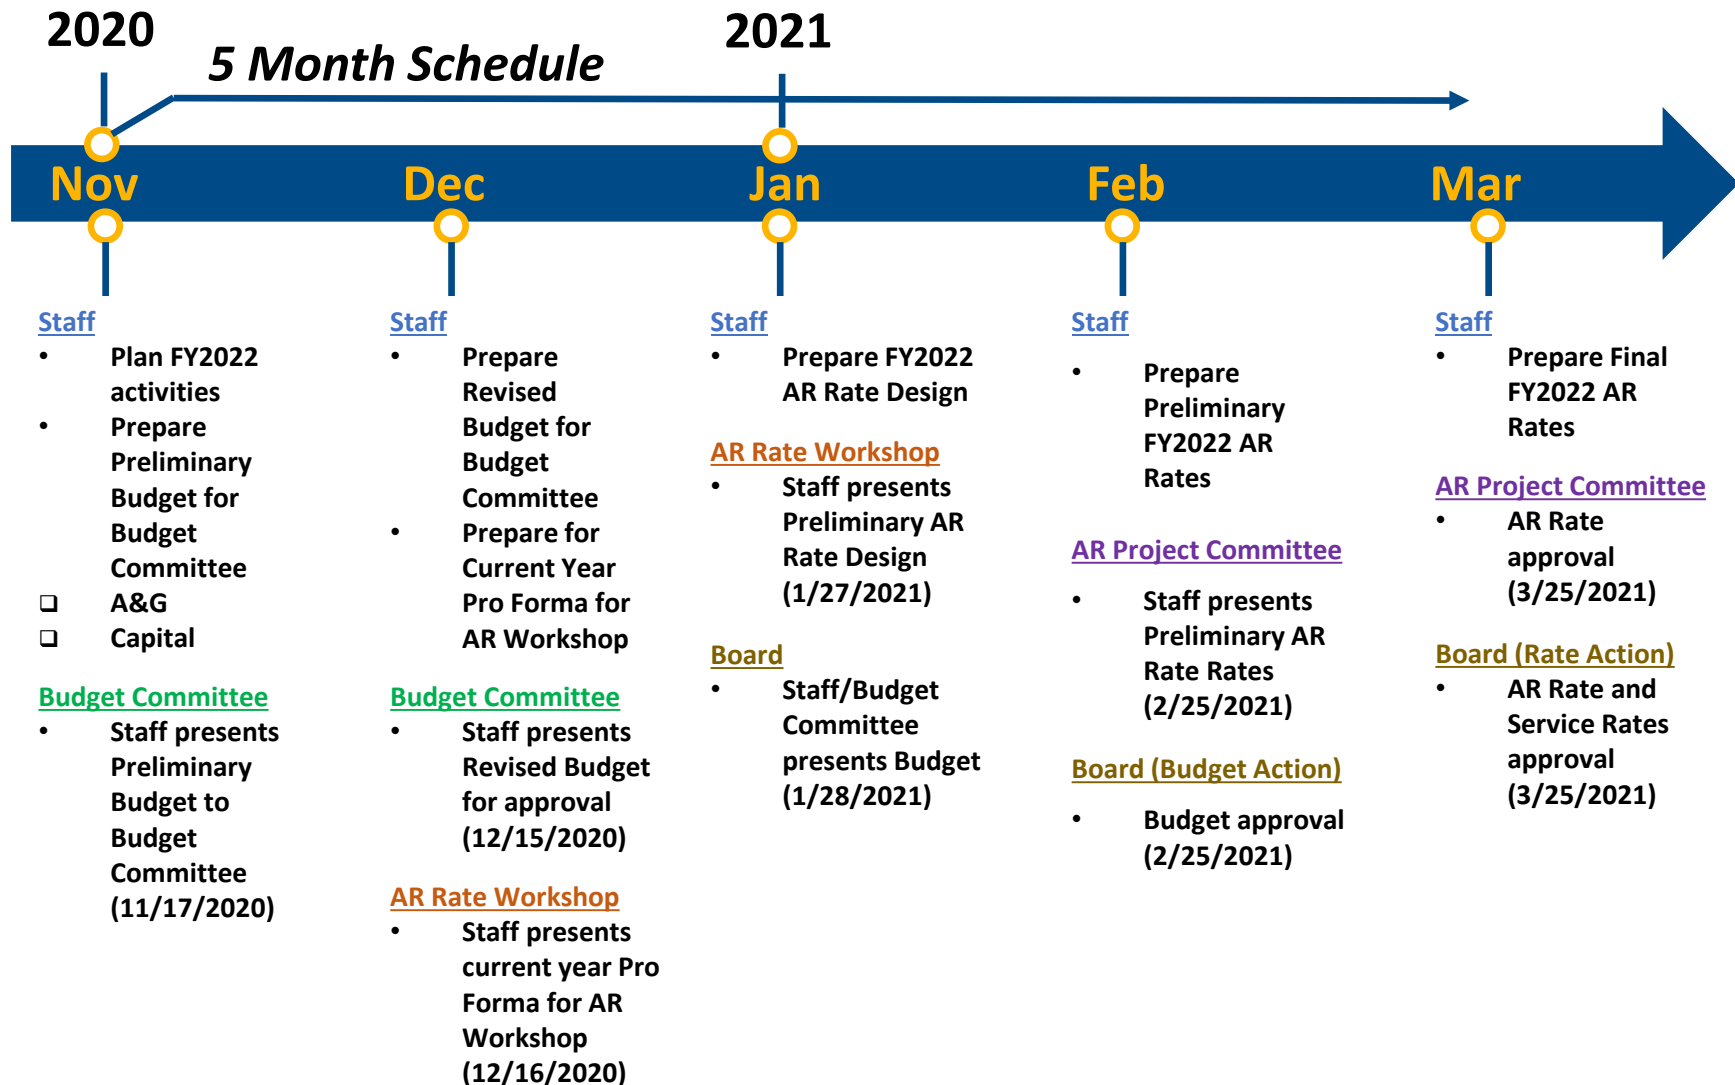 2020
5 Month Schedule
2021
Nov
Dec
Jan
Feb
Mar
Staff
• Plan FY2022
activities
• Prepare
Preliminary
Budget for
Budget
Committee
❑ A&G
❑ Capital
Budget Committee
• Staff presents
Preliminary
Budget to
Budget
Committee
(11/17/2020)
Staff
• Prepare
Revised
Budget for
Budget
Committee
• Prepare for
Current Year
Pro Forma for
AR Workshop
Budget Committee
• Staff presents
Revised Budget
for approval
(12/15/2020)
AR Rate Workshop
• Staff presents
current year Pro
Forma for AR
Workshop
(12/16/2020)
Staff
• Prepare FY2022
AR Rate Design
AR Rate Workshop
• Staff presents
Preliminary AR
Rate Design
(1/27/2021)
Board
• Staff/Budget
Committee
presents Budget
(1/28/2021)
Staff
• Prepare
Preliminary
FY2022 AR
Rates
AR Project Committee
• Staff presents
Preliminary AR
Rate Rates
(2/25/2021)
Board (Budget Action)
• Budget approval
(2/25/2021)
Staff
• Prepare Final
FY2022 AR
Rates
AR Project Committee
• AR Rate
approval
(3/25/2021)
Board (Rate Action)
• AR Rate and
Service Rates
approval
(3/25/2021)